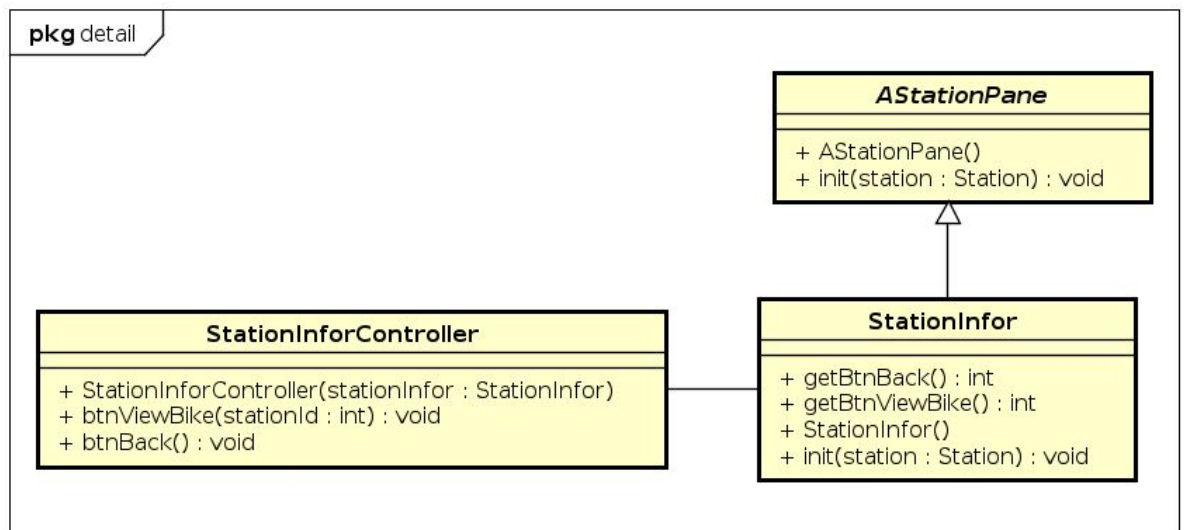 pkg detail
AStationPane
+ AStationPane()
+ init(station : Station) : void
StationInforController
+ StationInforController(stationInfor : StationInfor)
+ btnViewBike(stationId : int) : void
+ btnBack() : void
StationInfor
+ getBtnBack() : int
+ getBtnViewBike() : int
+ StationInfor()
+ init(station : Station) : void